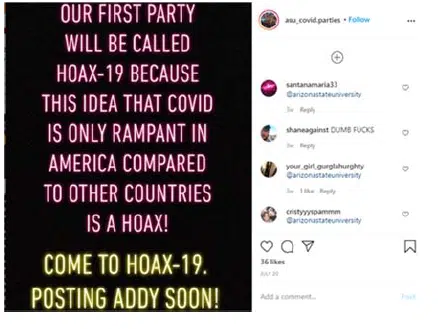 OUR FIRST PARTY
WILL BE CALLED
HOAX-19 BECAUSE
THIS IDEA THAT COVID
IS ONLY RAMPANT IN
AMERICA COMPARED
TO OTHER COUNTRIES
IS A HOAX!
COME TO HOAX-19.
POSTING ADDY SOON!
asu_covid.parties • Follow
santanamaria33
@arizonastateuniversity
3w Reply
shaneagainst DUMB FUCKS
3w Reply
@arizonastateuniversity
3w 1 like Reply
cristyyyspammm
@arizonastateuniversity
36 likes
JULY 20
Add a comment...
Post